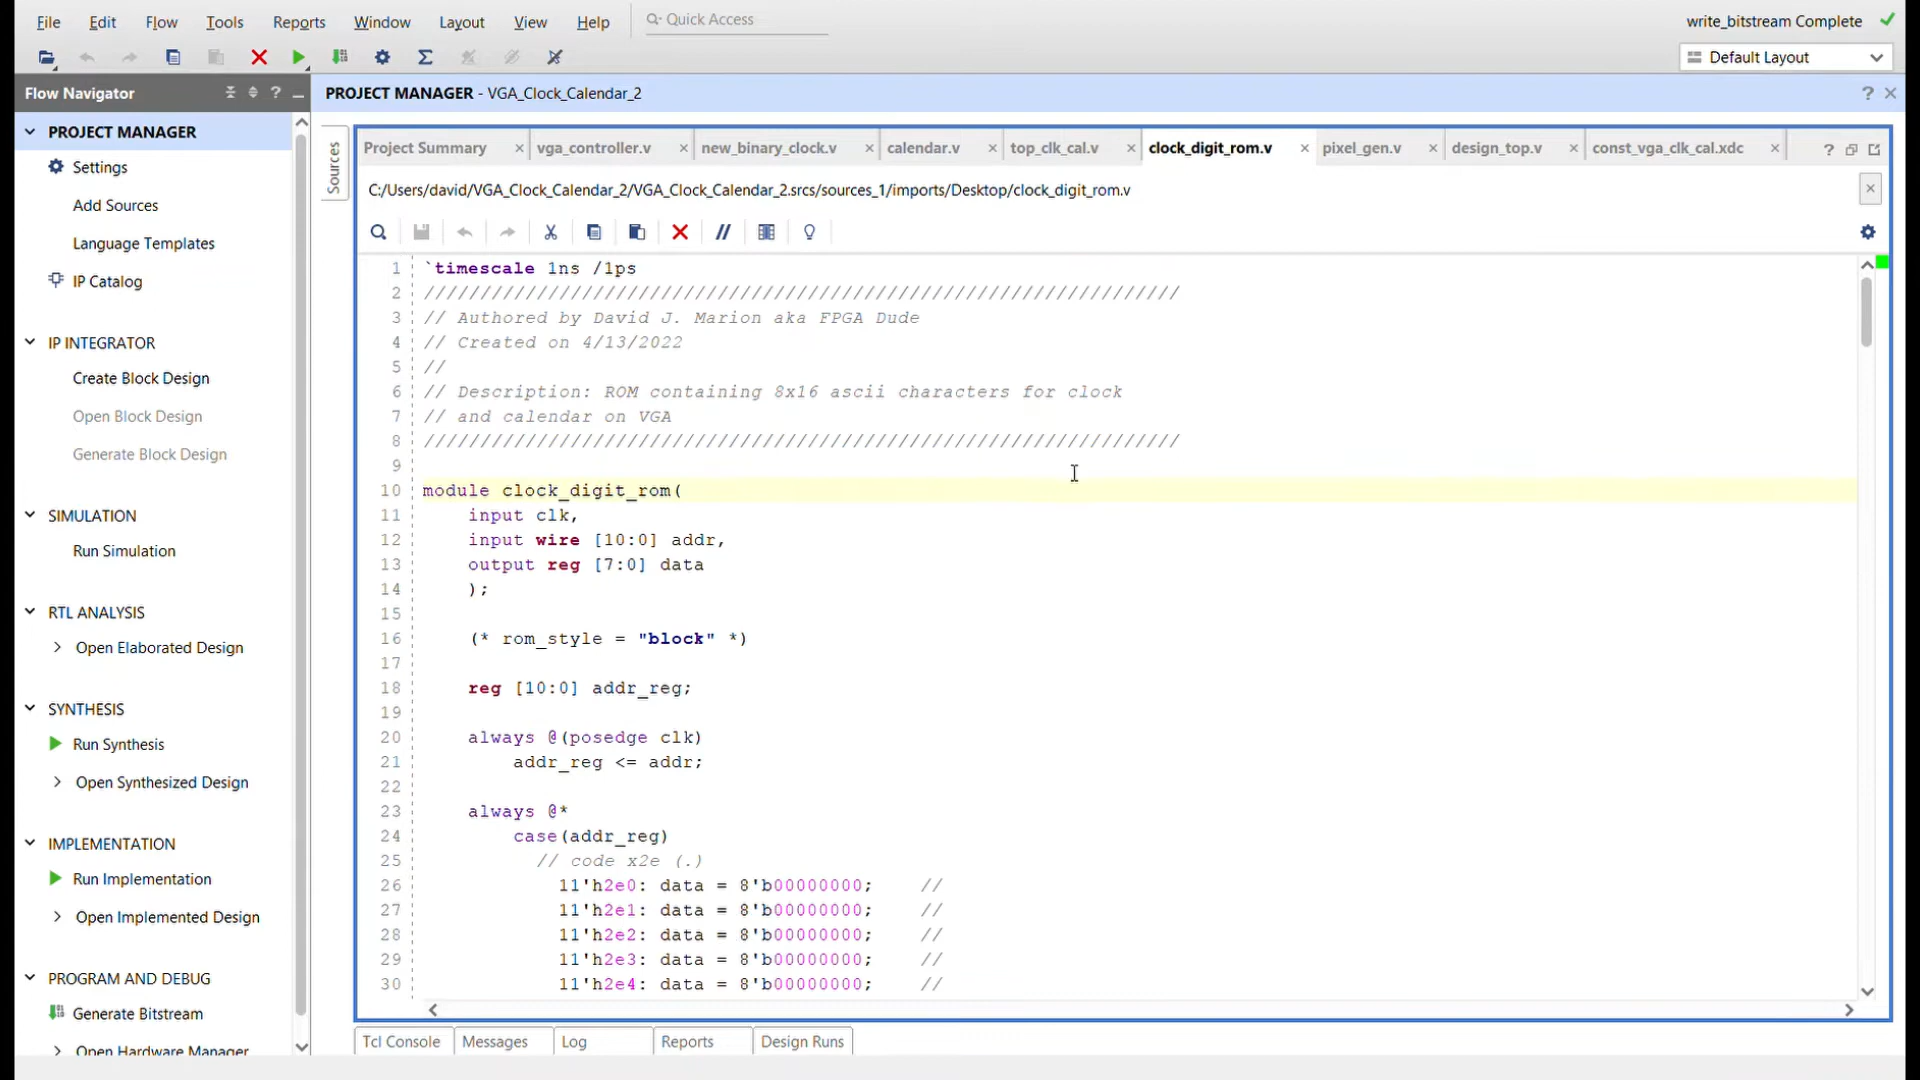 File Edit Flow Tools Reports Window Layout View Help Quick Access write_bitstream Complete
Default Layout
Flow Navigator
PROJECT MANAGER
Settings
Add Sources
Language Templates
IP Catalog
IP INTEGRATOR
Create Block Design
Open Block Design
Generate Block Design
SIMULATION
Run Simulation
RTL ANALYSIS
Open Elaborated Design
SYNTHESIS
Run Synthesis
Open Synthesized Design
IMPLEMENTATION
Run Implementation
Open Implemented Design
PROGRAM AND DEBUG
Generate Bitstream
Open Hardware Manager
PROJECT MANAGER - VGA_Clock_Calendar_2
Sources
Project Summary vga_controller.v new_binary_clock.v calendar.v top_clk_cal.v clock_digit_rom.v pixel_gen.v design_top.v const_vga_clk_cal.xdc
C:/Users/david/VGA_Clock_Calendar_2/VGA_Clock_Calendar_2.srcs/sources_1/imports/Desktop/clock_digit_rom.v
1 `timescale 1ns /1ps
2 ///////////////////////////////////////////////////////////////////
3 // Authored by David J. Marion aka FPGA Dude
4 // Created on 4/13/2022
5 //
6 // Description: ROM containing 8x16 ascii characters for clock
7 // and calendar on VGA
8 ///////////////////////////////////////////////////////////////////
9
10 module clock_digit_rom(
11 input clk,
12 input wire [10:0] addr,
13 output reg [7:0] data
14 );
15
16 (* rom_style = "block" *)
17
18 reg [10:0] addr_reg;
19
20 always @(posedge clk)
21 addr_reg <= addr;
22
23 always @*
24 case(addr_reg)
25 // code x2e (.)
26 11'h2e0: data = 8'b00000000; //
27 11'h2e1: data = 8'b00000000; //
28 11'h2e2: data = 8'b00000000; //
29 11'h2e3: data = 8'b00000000; //
30 11'h2e4: data = 8'b00000000; //
Tcl Console Messages Log Reports Design Runs